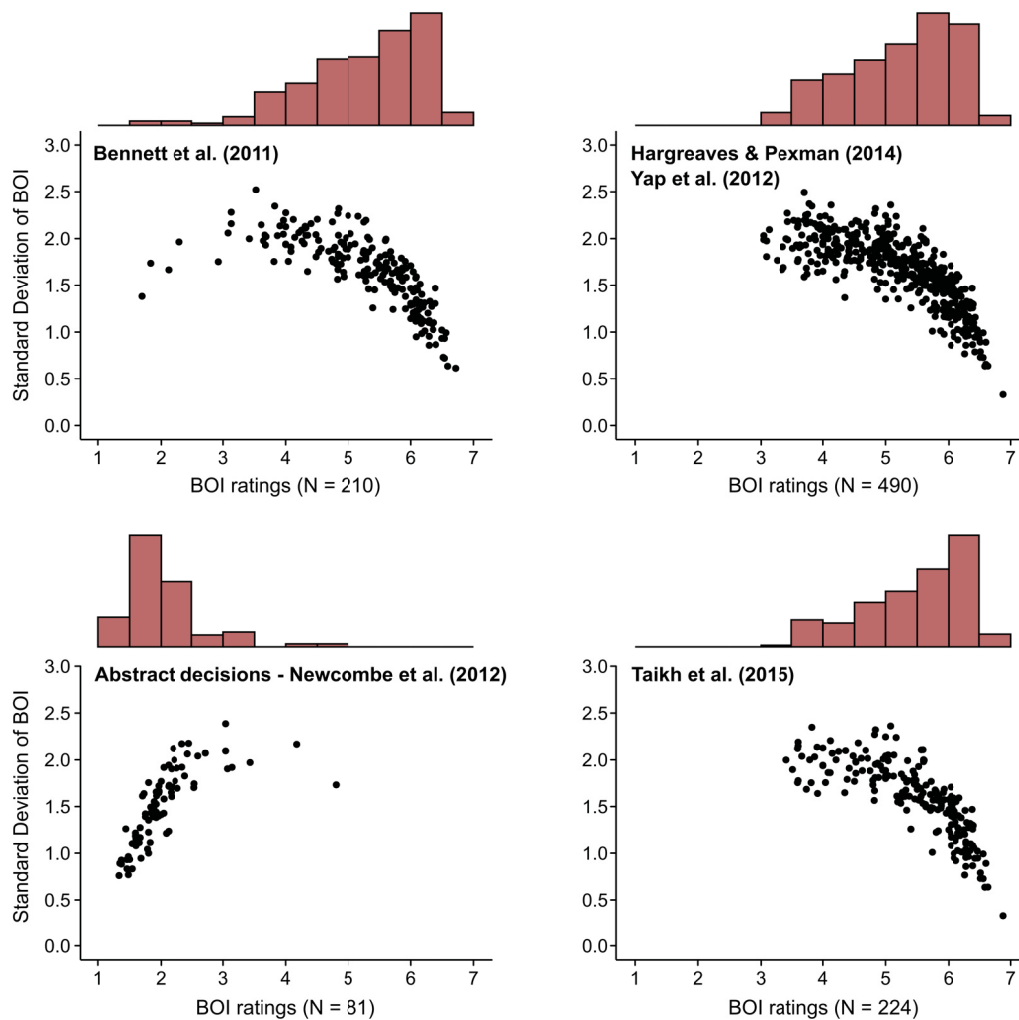 Bennett et al. (2011)
3.0
2.5
2.0
1.5
1.0
0.5
0.0
Standard Deviation of BOI
1 2 3 4 5 6 7
BOI ratings (N = 210)
Hargreaves & Pexman (2014)
Yap et al. (2012)
3.0
2.5
2.0
1.5
1.0
0.5
0.0
1 2 3 4 5 6 7
BOI ratings (N = 490)
Abstract decisions - Newcombe et al. (2012)
3.0
2.5
2.0
1.5
1.0
0.5
0.0
Standard Deviation of BOI
1 2 3 4 5 6 7
BOI ratings (N = 81)
Taikh et al. (2015)
3.0
2.5
2.0
1.5
1.0
0.5
0.0
1 2 3 4 5 6 7
BOI ratings (N = 224)